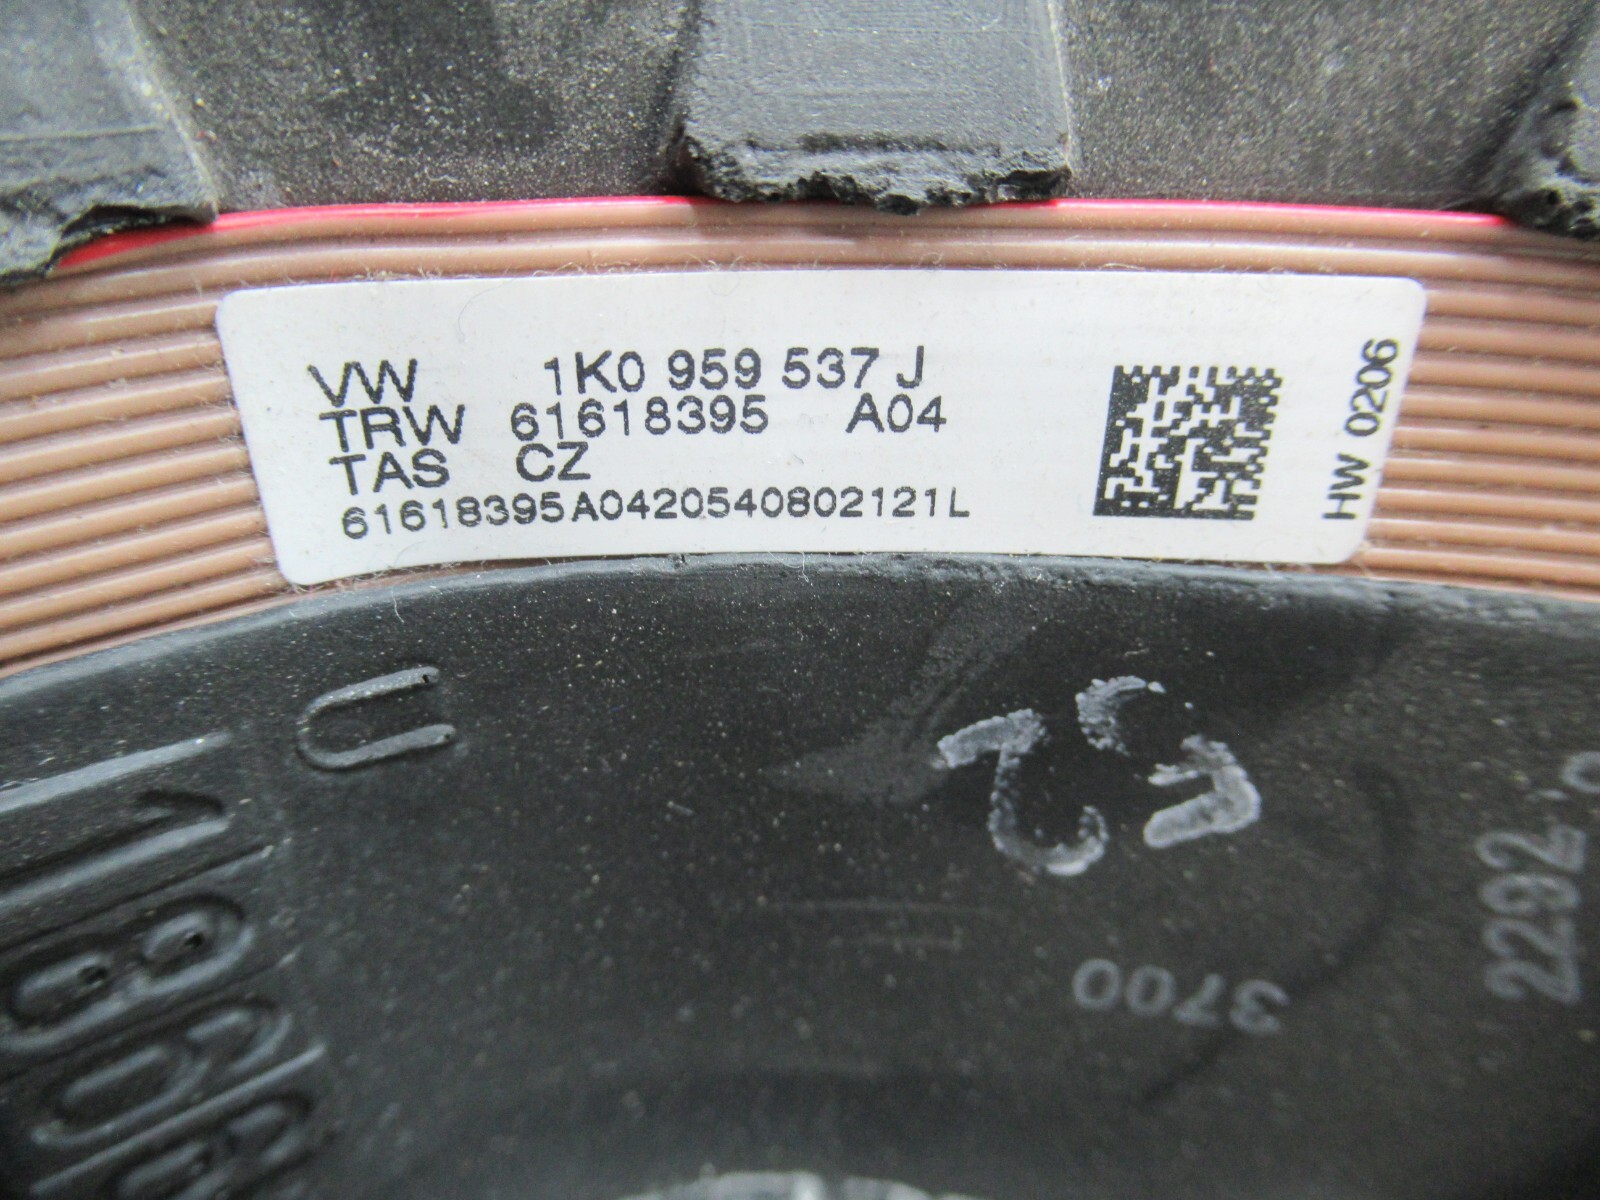 VW 1K0 959 537 J
TRW 61618395 A04
TAS CZ
61618395A0420540802121L
HW 0206
U
3700